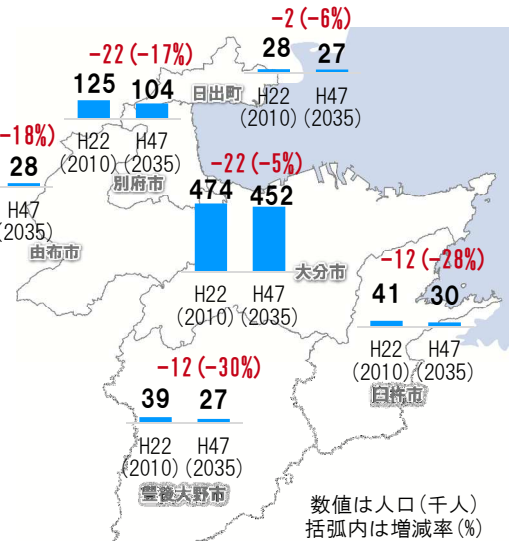 -2(-6%)
28 27
H22 H47
(2010) (2035)
日出町
-22(-17%)
125 104
H22 H47
(2010) (2035)
別府市
-18%)
28
H47
(2035)
由布市
-22(-5%)
474 452
H22 H47
(2010) (2035)
大分市
-12(-28%)
41 30
H22 H47
(2010) (2035)
臼杵市
-12(-30%)
39 27
H22 H47
(2010) (2035)
豊後大野市
数値は人口(千人)
括弧内は増減率(%)